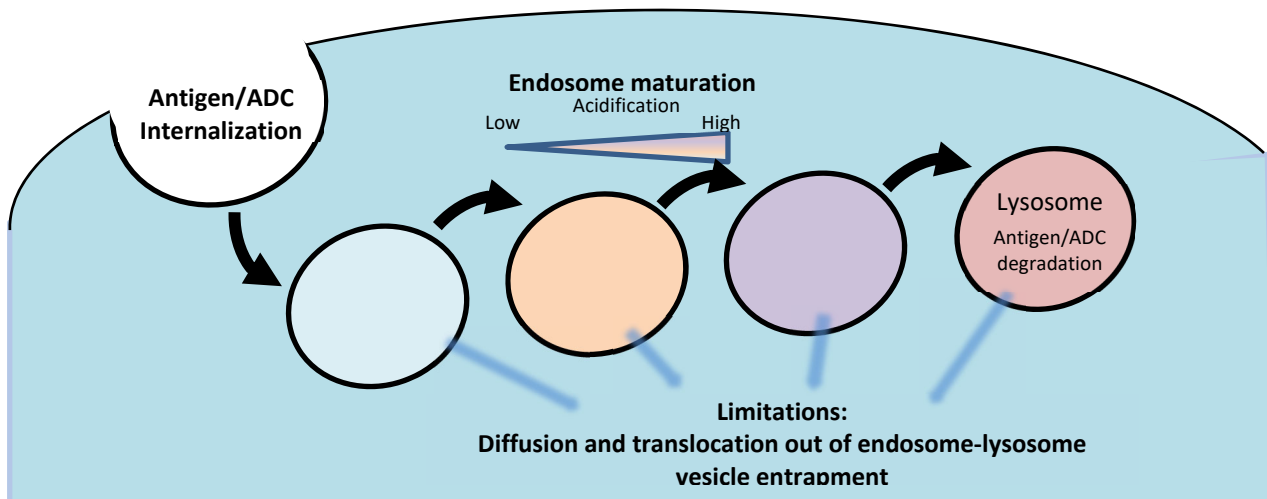 Antigen/ADC
Internalization
Endosome maturation
Acidification
Low
High
Lysosome
Antigen/ADC
degradation
Limitations:
Diffusion and translocation out of endosome-lysosome
vesicle entrapment